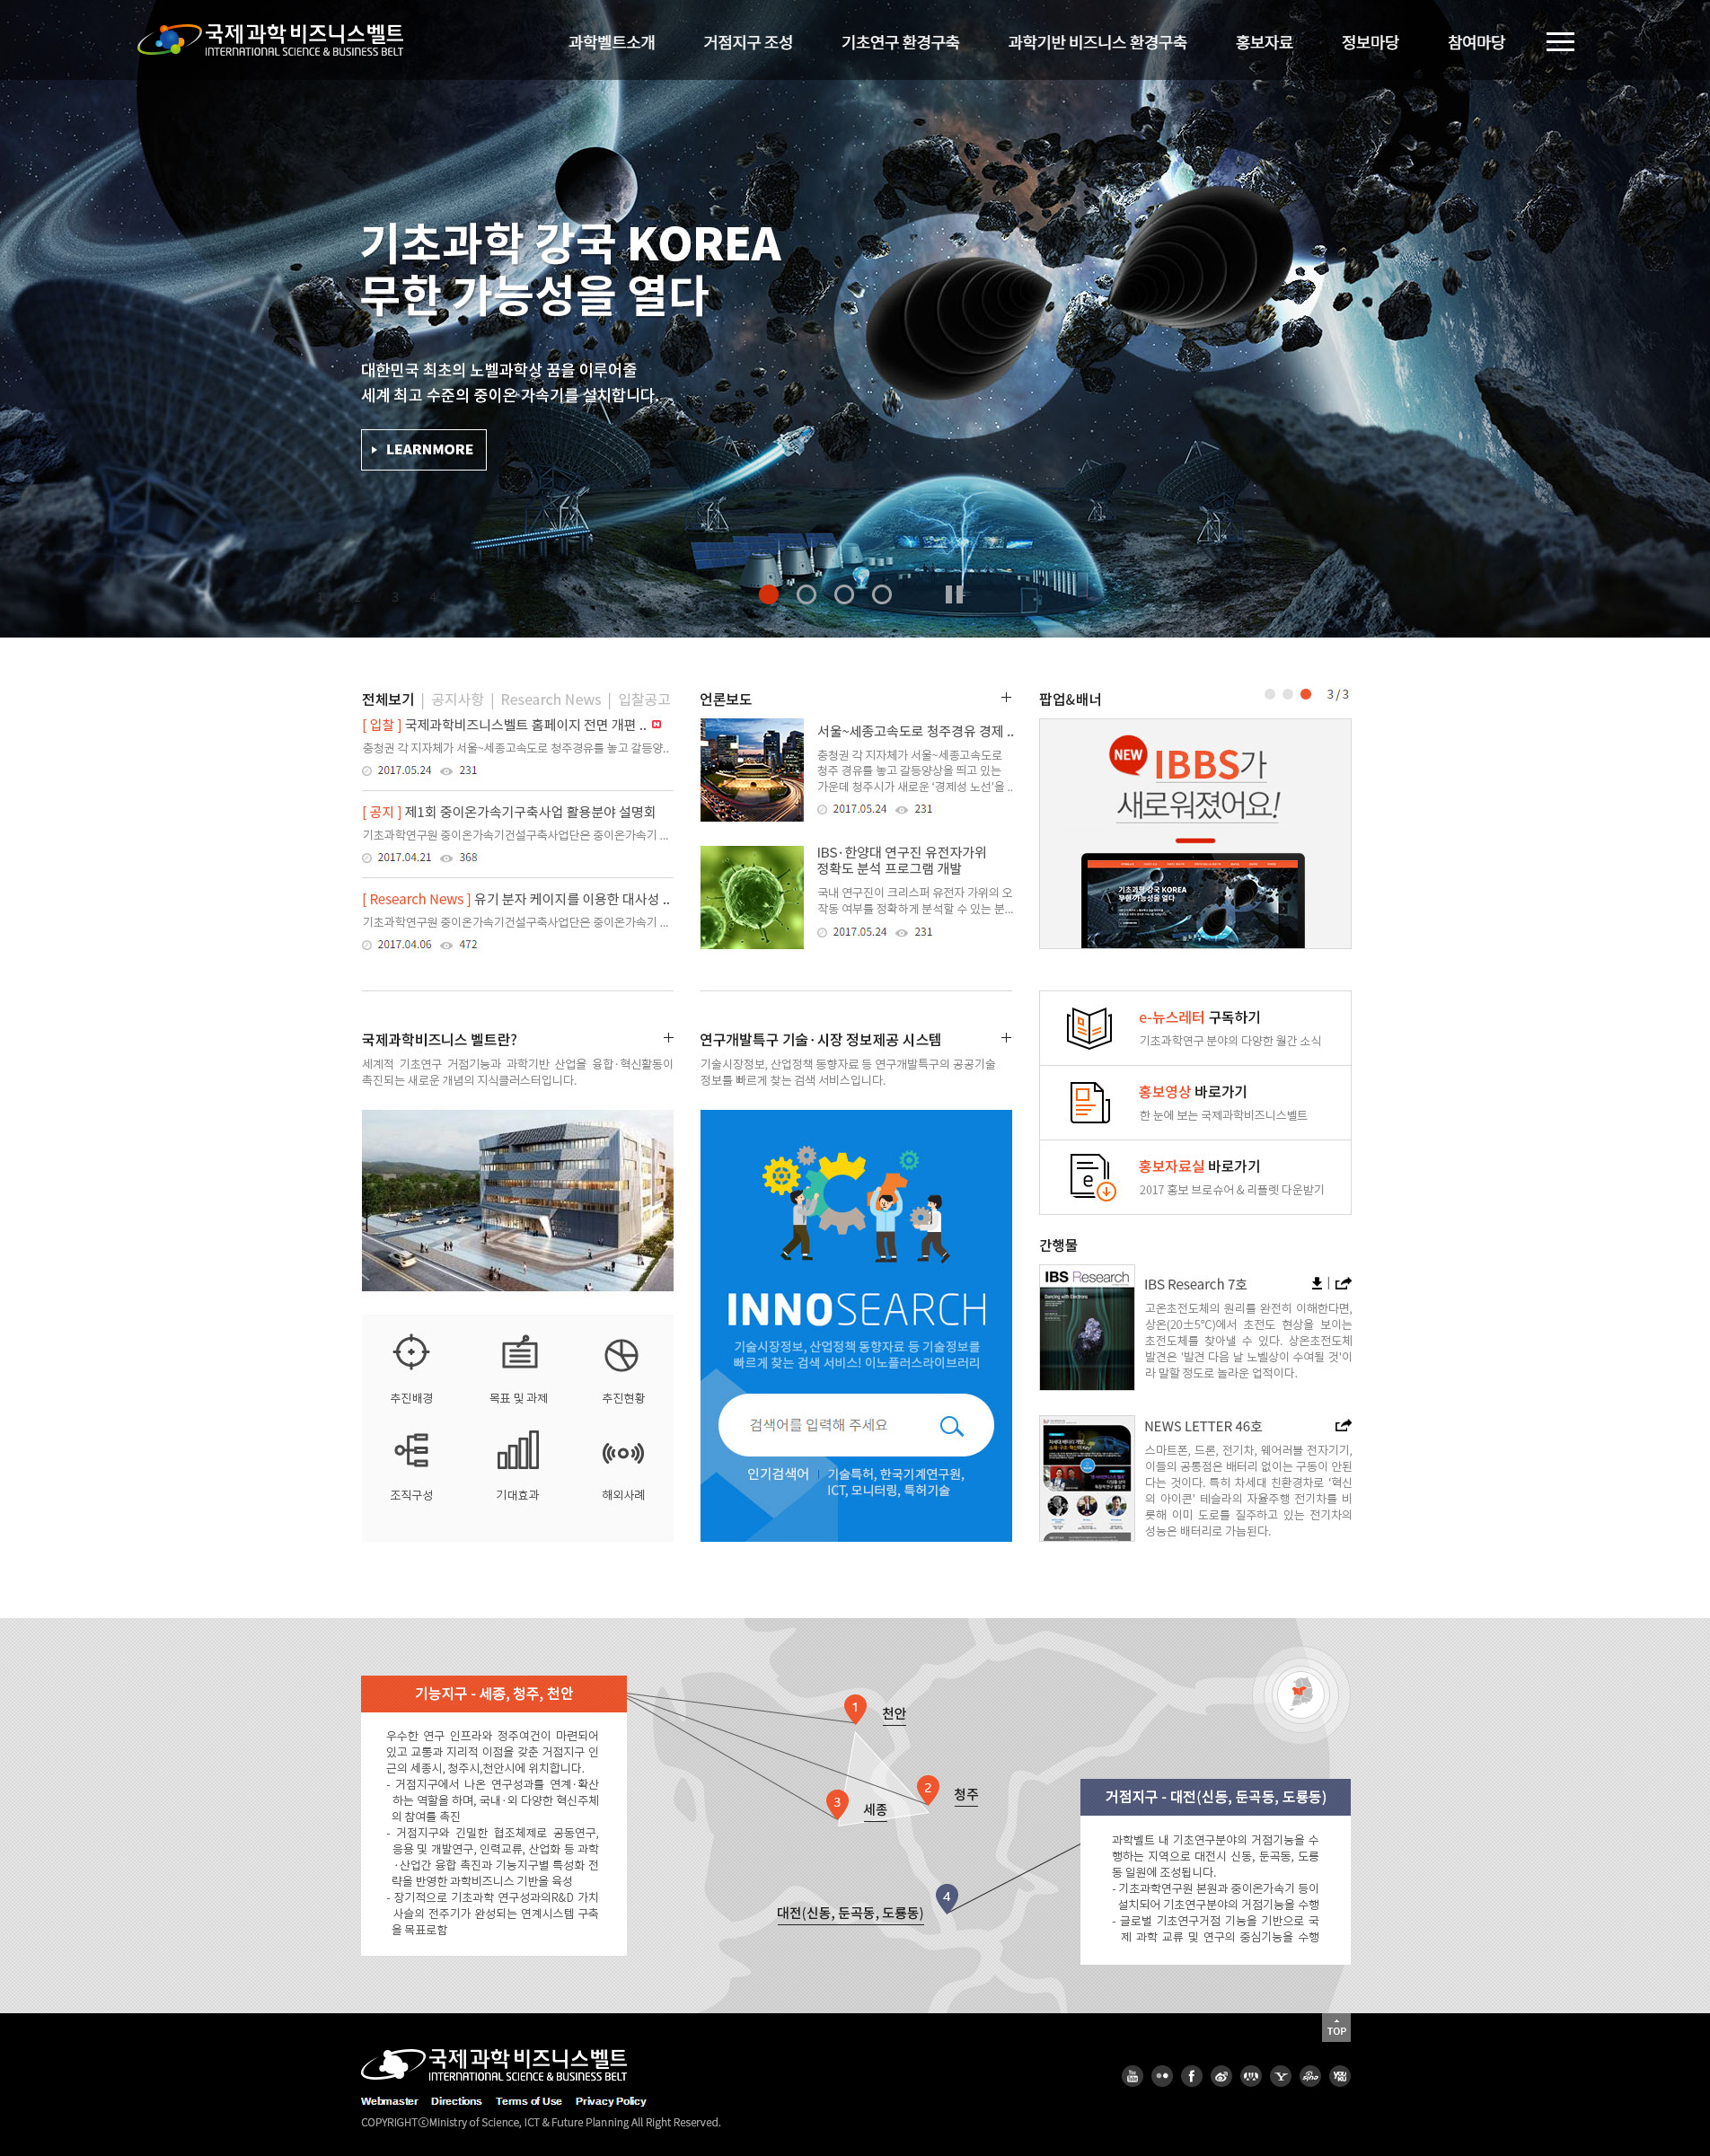 국제과학비즈니스벨트
INTERNATIONAL SCIENCE & BUSINESS BELT
과학벨트소개
거점지구 조성
기초연구 환경구축
과학기반 비즈니스 환경구축
홍보자료
정보마당
참여마당
기초과학 강국 KOREA
무한 가능성을 열다
대한민국 최초의 노벨과학상 꿈을 이루어줄
세계 최고 수준의 중이온 가속기를 설치합니다.
LEARNMORE
전체보기 | 공지사항 | Research News | 입찰공고
[ 입찰 ] 국제과학비즈니스벨트 홈페이지 전면 개편 .. N
충청권 각 지자체가 서울~세종고속도로 청주경유를 놓고 갈등양..
2017.05.24 231
[ 공지 ] 제1회 중이온가속기구축사업 활용분야 설명회
기초과학연구원 중이온가속기건설구축사업단은 중이온가속기 ...
2017.04.21 368
[ Research News ] 유기 분자 케이지를 이용한 대사성 ..
기초과학연구원 중이온가속기건설구축사업단은 중이온가속기 ...
2017.04.06 472
언론보도
서울~세종고속도로 청주경유 경제 ..
충청권 각 지자체가 서울~세종고속도로
청주 경유를 놓고 갈등양상을 띄고 있는
가운데 청주시가 새로운 '경제성 노선'을 ..
2017.05.24 231
IBS·한양대 연구진 유전자가위
정확도 분석 프로그램 개발
국내 연구진이 크리스퍼 유전자 가위의 오
작동 여부를 정확하게 분석할 수 있는 분...
2017.05.24 231
팝업&배너
3 / 3
NEW
IBBS가
새로워졌어요!
기초과학 강국 KOREA
무한 가능성을 열다
국제과학비즈니스 벨트란?
세계적 기초연구 거점기능과 과학기반 산업을 융합·혁신활동이
촉진되는 새로운 개념의 지식클러스터입니다.
추진배경
목표 및 과제
추진현황
조직구성
기대효과
해외사례
연구개발특구 기술·시장 정보제공 시스템
기술시장정보, 산업정책 동향자료 등 연구개발특구의 공공기술
정보를 빠르게 찾는 검색 서비스입니다.
INNOSEARCH
기술시장정보, 산업정책 동향자료 등 기술정보를
빠르게 찾는 검색 서비스! 이노플러스라이브러리
검색어를 입력해 주세요
인기검색어 | 기술특허, 한국기계연구원,
ICT, 모니터링, 특허기술
e-뉴스레터 구독하기
기초과학연구 분야의 다양한 월간 소식
홍보영상 바로가기
한 눈에 보는 국제과학비즈니스벨트
홍보자료실 바로가기
2017 홍보 브로슈어 & 리플렛 다운받기
간행물
IBS Research
Dancing with Electrons
IBS Research 7호
고온초전도체의 원리를 완전히 이해한다면,
상온(20±5℃)에서 초전도 현상을 보이는
초전도체를 찾아낼 수 있다. 상온초전도체
발견은 '발견 다음 날 노벨상이 수여될 것'이
라 말할 정도로 놀라운 업적이다.
NEWS LETTER 46호
스마트폰, 드론, 전기차, 웨어러블 전자기기,
이들의 공통점은 배터리 없이는 구동이 안된
다는 것이다. 특히 차세대 친환경차로 '혁신
의 아이콘' 테슬라의 자율주행 전기차를 비
롯해 이미 도로를 질주하고 있는 전기차의
성능은 배터리로 가늠된다.
기능지구 - 세종, 청주, 천안
우수한 연구 인프라와 정주여건이 마련되어
있고 교통과 지리적 이점을 갖춘 거점지구 인
근의 세종시, 청주시,천안시에 위치합니다.
- 거점지구에서 나온 연구성과를 연계·확산
하는 역할을 하며, 국내·외 다양한 혁신주체
의 참여를 촉진
- 거점지구와 긴밀한 협조체제로 공동연구,
응용 및 개발연구, 인력교류, 산업화 등 과학
·산업간 융합 촉진과 기능지구별 특성화 전
략을 반영한 과학비즈니스 기반을 육성
- 장기적으로 기초과학 연구성과의R&D 가치
사슬의 전주기가 완성되는 연계시스템 구축
을 목표로함
1 천안
2 청주
3 세종
4
대전(신동, 둔곡동, 도룡동)
거점지구 - 대전(신동, 둔곡동, 도룡동)
과학벨트 내 기초연구분야의 거점기능을 수
행하는 지역으로 대전시 신동, 둔곡동, 도룡
동 일원에 조성됩니다.
- 기초과학연구원 본원과 중이온가속기 등이
설치되어 기초연구분야의 거점기능을 수행
- 글로벌 기초연구거점 기능을 기반으로 국
제 과학 교류 및 연구의 중심기능을 수행
TOP
국제과학비즈니스벨트
INTERNATIONAL SCIENCE & BUSINESS BELT
Webmaster Directions Terms of Use Privacy Policy
COPYRIGHTⓒMinistry of Science, ICT & Future Planning All Right Reserved.